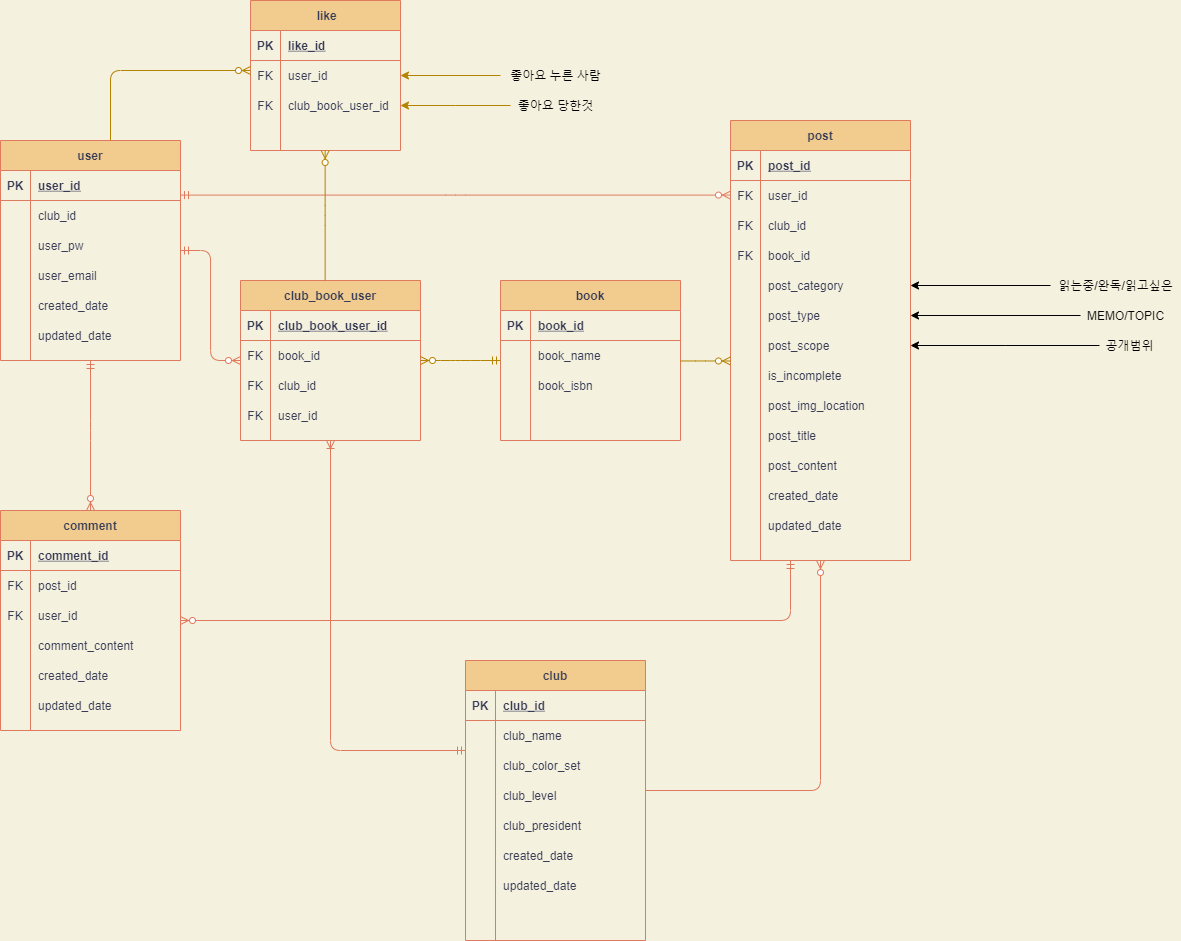 like
PK like_id
FK user_id
좋아요 누른 사람
FK club_book_user_id
좋아요 당한것
user
PK user_id
club_id
user_pw
user_email
created_date
updated_date
club_book_user
PK club_book_user_id
FK book_id
FK club_id
FK user_id
book
PK book_id
book_name
book_isbn
post
PK post_id
FK user_id
FK club_id
FK book_id
post_category
읽는중/완독/읽고싶은
post_type
MEMO/TOPIC
post_scope
공개범위
is_incomplete
post_img_location
post_title
post_content
created_date
updated_date
comment
PK comment_id
FK post_id
FK user_id
comment_content
created_date
updated_date
club
PK club_id
club_name
club_color_set
club_level
club_president
created_date
updated_date